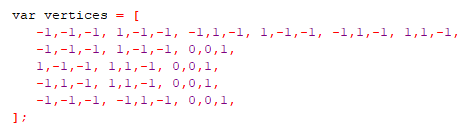 var vertices = [
-1,-1,-1, 1,-1,-1, -1,1,-1, 1,-1,-1, -1,1,-1, 1,1,-1,
-1,-1,-1, 1,-1,-1, 0,0,1,
1,-1,-1, 1,1,-1, 0,0,1,
-1,1,-1, 1,1,-1, 0,0,1,
-1,-1,-1, -1,1,-1, 0,0,1,
];